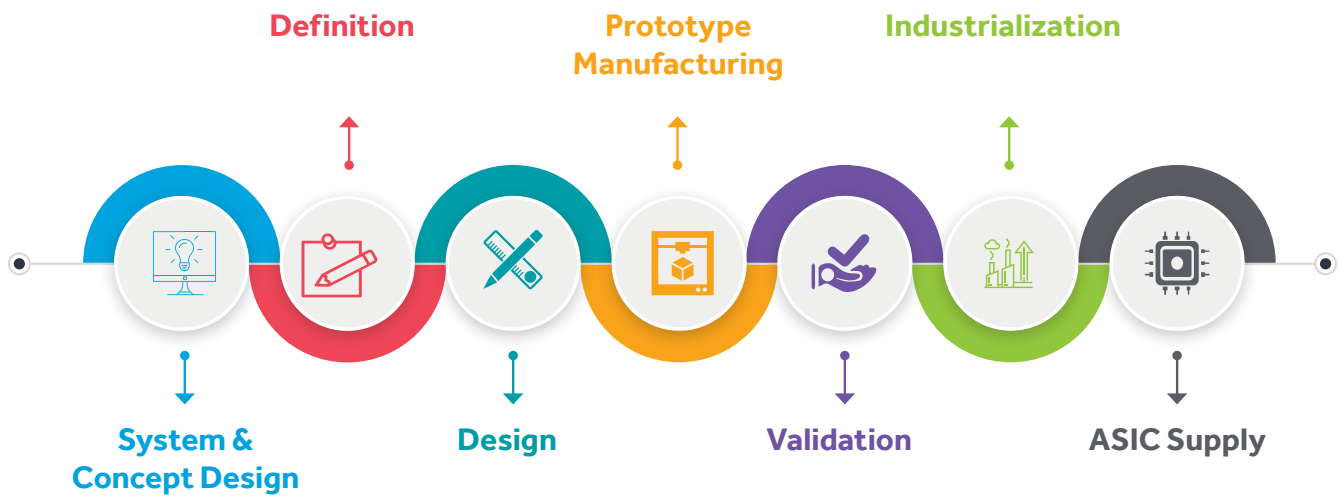 Definition
Prototype
Manufacturing
Industrialization
System &
Concept Design
Design
Validation
ASIC Supply